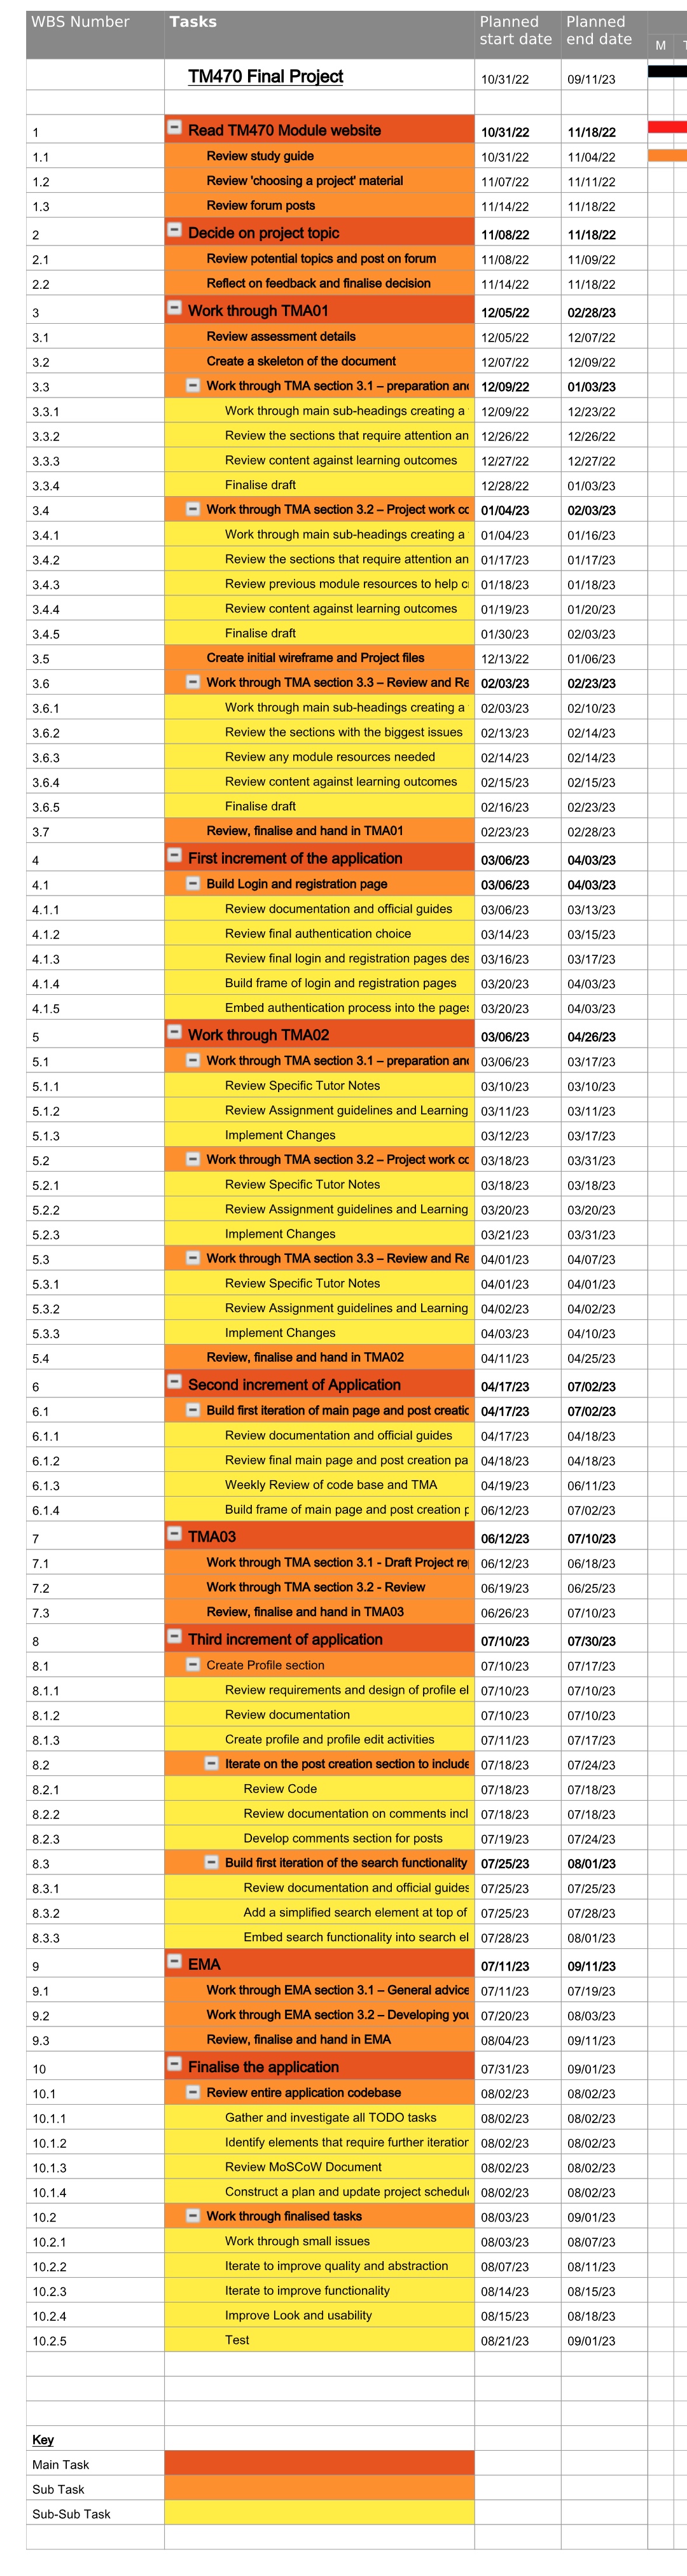 WBS Number Tasks Planned start date Planned end date
M T
TM470 Final Project 10/31/22 09/11/23
1 Read TM470 Module website 10/31/22 11/18/22
1.1 Review study guide 10/31/22 11/04/22
1.2 Review 'choosing a project' material 11/07/22 11/11/22
1.3 Review forum posts 11/14/22 11/18/22
2 Decide on project topic 11/08/22 11/18/22
2.1 Review potential topics and post on forum 11/08/22 11/09/22
2.2 Reflect on feedback and finalise decision 11/14/22 11/18/22
3 Work through TMA01 12/05/22 02/28/23
3.1 Review assessment details 12/05/22 12/07/22
3.2 Create a skeleton of the document 12/07/22 12/09/22
3.3 Work through TMA section 3.1 – preparation and 12/09/22 01/03/23
3.3.1 Work through main sub-headings creating a 12/09/22 12/23/22
3.3.2 Review the sections that require attention an 12/26/22 12/26/22
3.3.3 Review content against learning outcomes 12/27/22 12/27/22
3.3.4 Finalise draft 12/28/22 01/03/23
3.4 Work through TMA section 3.2 – Project work co 01/04/23 02/03/23
3.4.1 Work through main sub-headings creating a 01/04/23 01/16/23
3.4.2 Review the sections that require attention an 01/17/23 01/17/23
3.4.3 Review previous module resources to help c 01/18/23 01/18/23
3.4.4 Review content against learning outcomes 01/19/23 01/20/23
3.4.5 Finalise draft 01/30/23 02/03/23
3.5 Create initial wireframe and Project files 12/13/22 01/06/23
3.6 Work through TMA section 3.3 – Review and Re 02/03/23 02/23/23
3.6.1 Work through main sub-headings creating a 02/03/23 02/10/23
3.6.2 Review the sections with the biggest issues 02/13/23 02/14/23
3.6.3 Review any module resources needed 02/14/23 02/14/23
3.6.4 Review content against learning outcomes 02/15/23 02/15/23
3.6.5 Finalise draft 02/16/23 02/23/23
3.7 Review, finalise and hand in TMA01 02/23/23 02/28/23
4 First increment of the application 03/06/23 04/03/23
4.1 Build Login and registration page 03/06/23 04/03/23
4.1.1 Review documentation and official guides 03/06/23 03/13/23
4.1.2 Review final authentication choice 03/14/23 03/15/23
4.1.3 Review final login and registration pages des 03/16/23 03/17/23
4.1.4 Build frame of login and registration pages 03/20/23 04/03/23
4.1.5 Embed authentication process into the pages 03/20/23 04/03/23
5 Work through TMA02 03/06/23 04/26/23
5.1 Work through TMA section 3.1 – preparation and 03/06/23 03/17/23
5.1.1 Review Specific Tutor Notes 03/10/23 03/10/23
5.1.2 Review Assignment guidelines and Learning 03/11/23 03/11/23
5.1.3 Implement Changes 03/12/23 03/17/23
5.2 Work through TMA section 3.2 – Project work co 03/18/23 03/31/23
5.2.1 Review Specific Tutor Notes 03/18/23 03/18/23
5.2.2 Review Assignment guidelines and Learning 03/20/23 03/20/23
5.2.3 Implement Changes 03/21/23 03/31/23
5.3 Work through TMA section 3.3 – Review and Re 04/01/23 04/07/23
5.3.1 Review Specific Tutor Notes 04/01/23 04/01/23
5.3.2 Review Assignment guidelines and Learning 04/02/23 04/02/23
5.3.3 Implement Changes 04/03/23 04/10/23
5.4 Review, finalise and hand in TMA02 04/11/23 04/25/23
6 Second increment of Application 04/17/23 07/02/23
6.1 Build first iteration of main page and post creatic 04/17/23 07/02/23
6.1.1 Review documentation and official guides 04/17/23 04/18/23
6.1.2 Review final main page and post creation pa 04/18/23 04/18/23
6.1.3 Weekly Review of code base and TMA 04/19/23 06/11/23
6.1.4 Build frame of main page and post creation p 06/12/23 07/02/23
7 TMA03 06/12/23 07/10/23
7.1 Work through TMA section 3.1 - Draft Project rep 06/12/23 06/18/23
7.2 Work through TMA section 3.2 - Review 06/19/23 06/25/23
7.3 Review, finalise and hand in TMA03 06/26/23 07/10/23
8 Third increment of application 07/10/23 07/30/23
8.1 Create Profile section 07/10/23 07/17/23
8.1.1 Review requirements and design of profile el 07/10/23 07/10/23
8.1.2 Review documentation 07/10/23 07/10/23
8.1.3 Create profile and profile edit activities 07/11/23 07/17/23
8.2 Iterate on the post creation section to include 07/18/23 07/24/23
8.2.1 Review Code 07/18/23 07/18/23
8.2.2 Review documentation on comments incl 07/18/23 07/18/23
8.2.3 Develop comments section for posts 07/19/23 07/24/23
8.3 Build first iteration of the search functionality 07/25/23 08/01/23
8.3.1 Review documentation and official guides 07/25/23 07/25/23
8.3.2 Add a simplified search element at top of 07/25/23 07/28/23
8.3.3 Embed search functionality into search el 07/28/23 08/01/23
9 EMA 07/11/23 09/11/23
9.1 Work through EMA section 3.1 – General advice 07/11/23 07/19/23
9.2 Work through EMA section 3.2 – Developing you 07/20/23 08/03/23
9.3 Review, finalise and hand in EMA 08/04/23 09/11/23
10 Finalise the application 07/31/23 09/01/23
10.1 Review entire application codebase 08/02/23 08/02/23
10.1.1 Gather and investigate all TODO tasks 08/02/23 08/02/23
10.1.2 Identify elements that require further iteration 08/02/23 08/02/23
10.1.3 Review MoSCoW Document 08/02/23 08/02/23
10.1.4 Construct a plan and update project schedule 08/02/23 08/02/23
10.2 Work through finalised tasks 08/03/23 09/01/23
10.2.1 Work through small issues 08/03/23 08/07/23
10.2.2 Iterate to improve quality and abstraction 08/07/23 08/11/23
10.2.3 Iterate to improve functionality 08/14/23 08/15/23
10.2.4 Improve Look and usability 08/15/23 08/18/23
10.2.5 Test 08/21/23 09/01/23
Key
Main Task
Sub Task
Sub-Sub Task